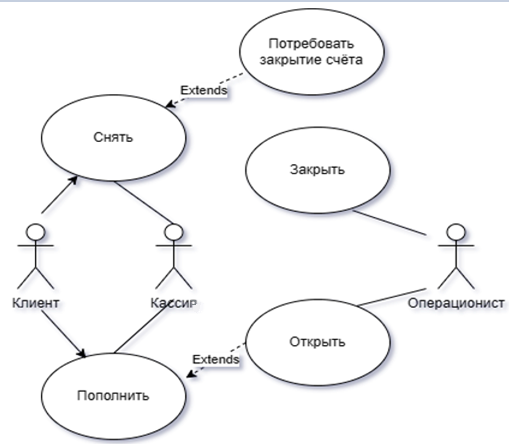 Потребовать
закрытие счёта
Extends
Снять
Закрыть
Клиент
Кассир
Операционист
Открыть
Extends
Пополнить